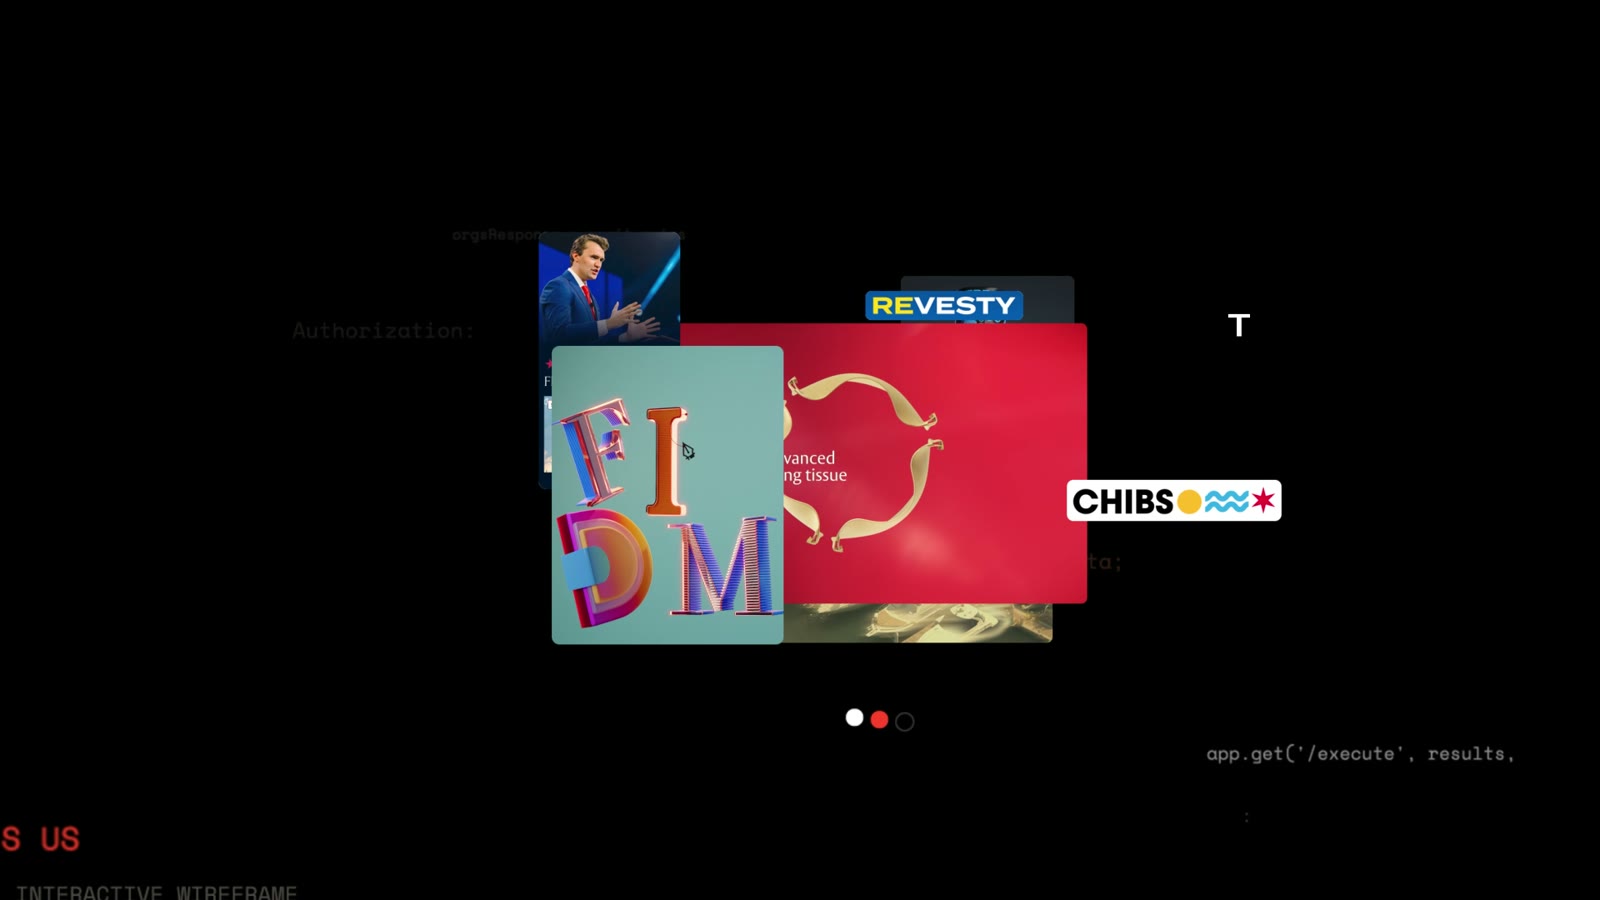 Authorization:
REVESTY
T
vanced
ng tissue
FI
DM
CHIBS
ta;
app.get('/execute', results,
:
S US
INTERACTIVE WIREFRAME